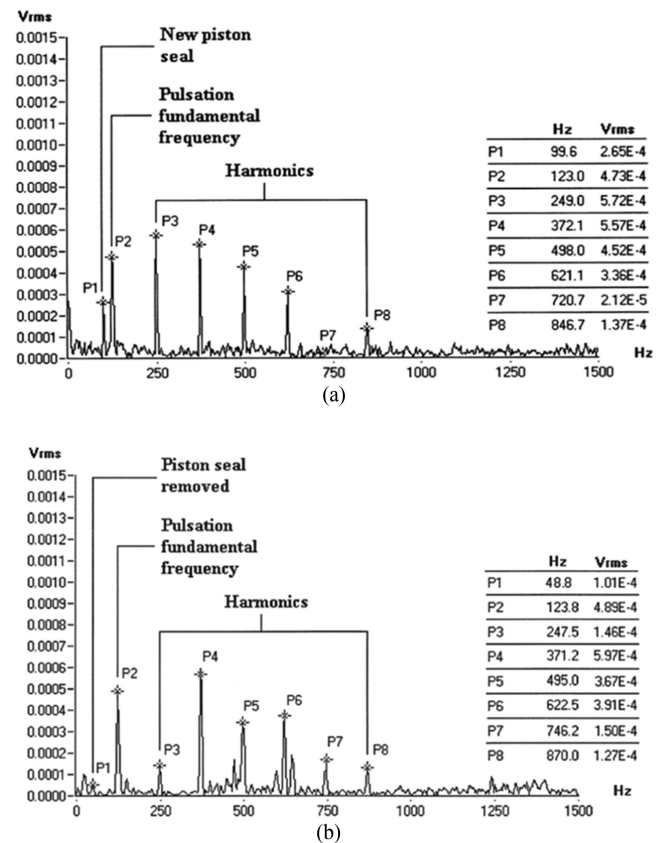 Vrms
0.0015
0.0014
0.0013
0.0012
0.0011
0.0010
0.0009
0.0008
0.0007
0.0006
0.0005
0.0004
0.0003
0.0002
0.0001
0.0000
New piston
seal
Pulsation
fundamental
frequency
Harmonics
P1
P2
P3
P4
P5
P6
P7
P8
Hz Vrms
P1 99.6 2.65E-4
P2 123.0 4.73E-4
P3 249.0 5.72E-4
P4 372.1 5.57E-4
P5 498.0 4.52E-4
P6 621.1 3.36E-4
P7 720.7 2.12E-5
P8 846.7 1.37E-4
0 250 500 750 1000 1250 1500
Hz
(a)
Vrms
0.0015
0.0014
0.0013
0.0012
0.0011
0.0010
0.0009
0.0008
0.0007
0.0006
0.0005
0.0004
0.0003
0.0002
0.0001
0.0000
Piston seal
removed
Pulsation
fundamental
frequency
Harmonics
P1
P2
P3
P4
P5
P6
P7
P8
Hz Vrms
P1 48.8 1.01E-4
P2 123.8 4.89E-4
P3 247.5 1.46E-4
P4 371.2 5.97E-4
P5 495.0 3.67E-4
P6 622.5 3.91E-4
P7 746.2 1.50E-4
P8 870.0 1.27E-4
0 250 500 750 1000 1250 1500
Hz
(b)